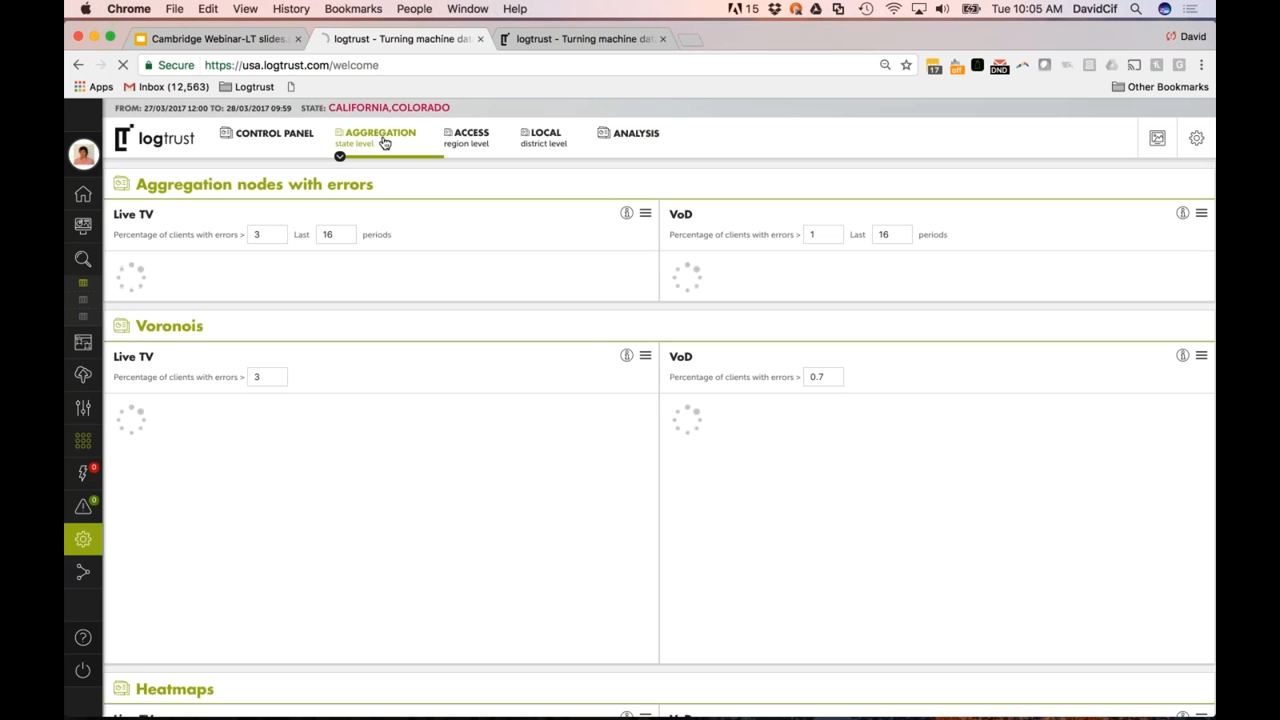 Chrome File Edit View History Bookmarks People Window Help 15 Tue 10:05 AM DavidCif
Cambridge Webinar-LT slides. logtrust - Turning machine dat logtrust - Turning machine dat David
Secure https://usa.logtrust.com/welcome 17 off DND
Apps Inbox (12,563) Logtrust Other Bookmarks
FROM: 27/03/2017 12:00 TO: 28/03/2017 09:59 STATE: CALIFORNIA,COLORADO
logtrust CONTROL PANEL AGGREGATION ACCESS LOCAL ANALYSIS
state level region level district level
Aggregation nodes with errors
Live TV VoD
Percentage of clients with errors > 3 Last 16 periods Percentage of clients with errors > 1 Last 16 periods
Voronois
Live TV VoD
Percentage of clients with errors > 3 Percentage of clients with errors > 0.7
0
0
Heatmaps